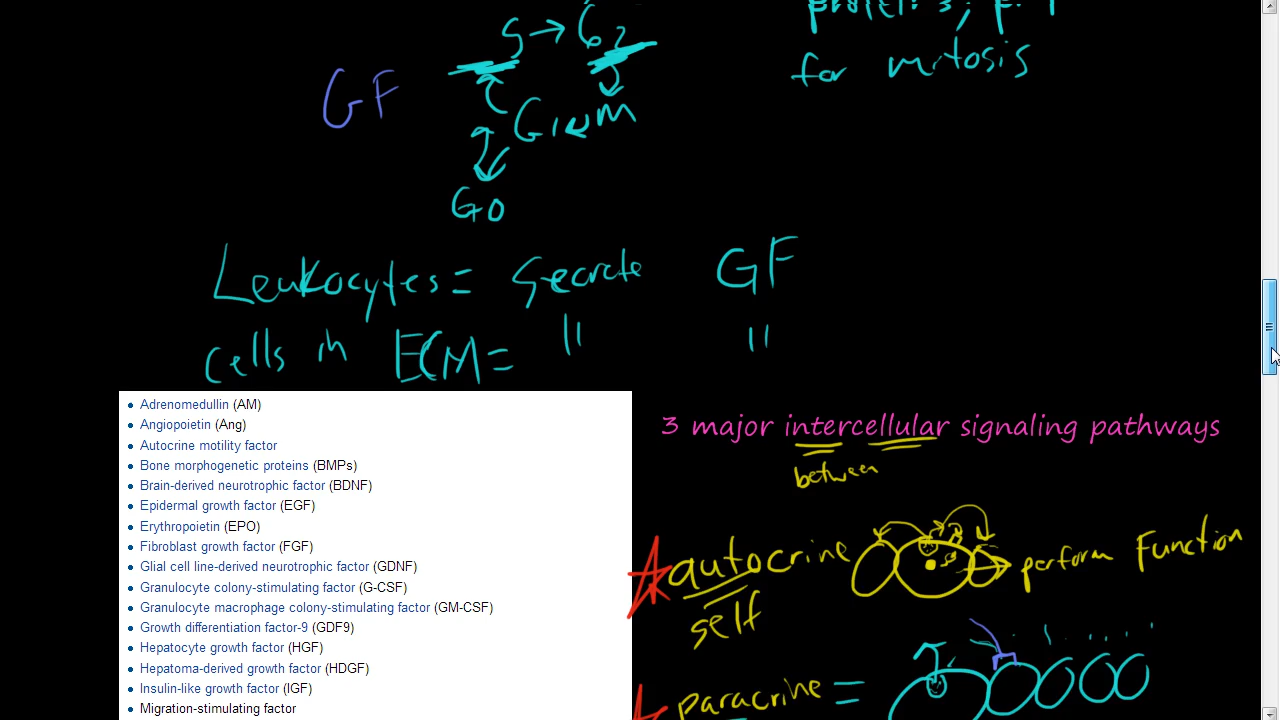 S → G2
GF
for mitosis
G1 M
G0
Leukocytes = secrete GF
cells in ECM = " "
• Adrenomedullin (AM)
• Angiopoietin (Ang)
• Autocrine motility factor
• Bone morphogenetic proteins (BMPs)
• Brain-derived neurotrophic factor (BDNF)
• Epidermal growth factor (EGF)
• Erythropoietin (EPO)
• Fibroblast growth factor (FGF)
• Glial cell line-derived neurotrophic factor (GDNF)
• Granulocyte colony-stimulating factor (G-CSF)
• Granulocyte macrophage colony-stimulating factor (GM-CSF)
• Growth differentiation factor-9 (GDF9)
• Hepatocyte growth factor (HGF)
• Hepatoma-derived growth factor (HDGF)
• Insulin-like growth factor (IGF)
• Migration-stimulating factor
3 major intercellular signaling pathways
between
autocrine → perform Function
self
paracrine =